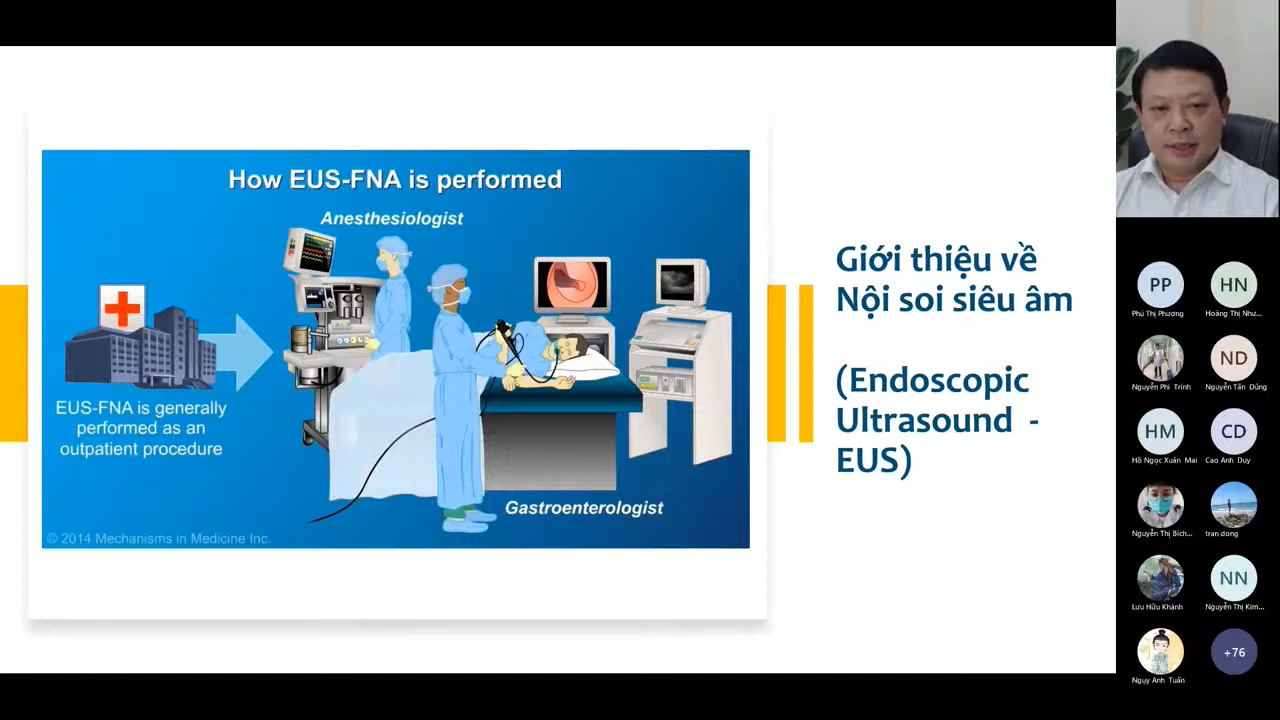 How EUS-FNA is performed
Anesthesiologist
EUS-FNA is generally
performed as an
outpatient procedure
Gastroenterologist
© 2014 Mechanisms in Medicine Inc.
Giới thiệu về
Nội soi siêu âm
(Endoscopic
Ultrasound -
EUS)
PP
HN
Phú Thị Phương
Hoàng Thị Như...
ND
Nguyễn Phi Trinh
Nguyễn Tấn Dũng
HM
CD
Hồ Ngọc Xuân Mai
Cao Anh Duy
Nguyễn Thị Bích...
tran dong
NN
Lưu Hữu Khánh
Nguyễn Thị Kim...
+76
Ngụy Anh Tuấn